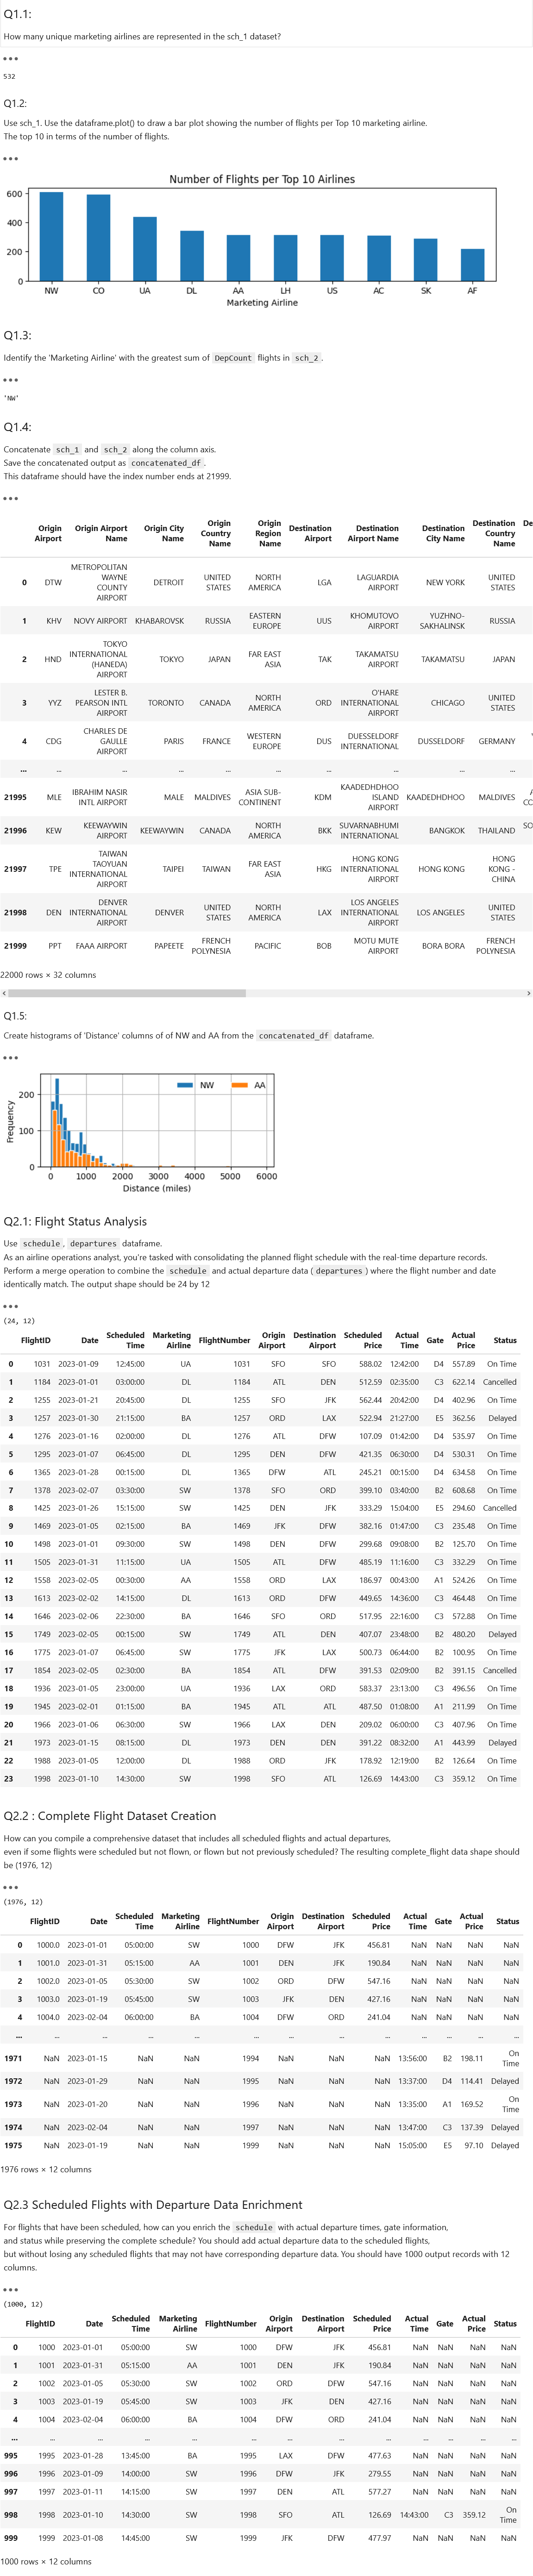 Q1.1:
How many unique marketing airlines are represented in the sch_1 dataset?
532
Q1.2:
Use sch_1. Use the dataframe.plot() to draw a bar plot showing the number of flights per Top 10 marketing airline.
The top 10 in terms of the number of flights.
Number of Flights per Top 10 Airlines
600
400
200
0
NW CO UA DL AA LH US AC SK AF
Marketing Airline
Q1.3:
Identify the 'Marketing Airline' with the greatest sum of DepCount flights in sch_2.
'NW'
Q1.4:
Concatenate sch_1 and sch_2 along the column axis.
Save the concatenated output as concatenated_df.
This dataframe should have the index number ends at 21999.
Origin Airport | Origin Airport Name | Origin City Name | Origin Country Name | Origin Region Name | Destination Airport | Destination Airport Name | Destination City Name | Destination Country Name | De
0 DTW METROPOLITAN WAYNE COUNTY AIRPORT DETROIT UNITED STATES NORTH AMERICA LGA LAGUARDIA AIRPORT NEW YORK UNITED STATES
1 KHV NOVY AIRPORT KHABAROVSK RUSSIA EASTERN EUROPE UUS KHOMUTOVO AIRPORT YUZHNO-SAKHALINSK RUSSIA
2 HND TOKYO INTERNATIONAL (HANEDA) AIRPORT TOKYO JAPAN FAR EAST ASIA TAK TAKAMATSU AIRPORT TAKAMATSU JAPAN
3 YYZ LESTER B. PEARSON INTL AIRPORT TORONTO CANADA NORTH AMERICA ORD O'HARE INTERNATIONAL AIRPORT CHICAGO UNITED STATES
4 CDG CHARLES DE GAULLE AIRPORT PARIS FRANCE WESTERN EUROPE DUS DUESSELDORF INTERNATIONAL DUSSELDORF GERMANY
... ... ... ... ... ... ... ... ... ...
21995 MLE IBRAHIM NASIR INTL AIRPORT MALE MALDIVES ASIA SUB-CONTINENT KDM KAADEDHDHOO ISLAND AIRPORT KAADEDHDHOO MALDIVES
21996 KEW KEEWAYWIN AIRPORT KEEWAYWIN CANADA NORTH AMERICA BKK SUVARNABHUMI INTERNATIONAL BANGKOK THAILAND
21997 TPE TAIWAN TAOYUAN INTERNATIONAL AIRPORT TAIPEI TAIWAN FAR EAST ASIA HKG HONG KONG INTERNATIONAL AIRPORT HONG KONG HONG KONG - CHINA
21998 DEN DENVER INTERNATIONAL AIRPORT DENVER UNITED STATES NORTH AMERICA LAX LOS ANGELES INTERNATIONAL AIRPORT LOS ANGELES UNITED STATES
21999 PPT FAAA AIRPORT PAPEETE FRENCH POLYNESIA PACIFIC BOB MOTU MUTE AIRPORT BORA BORA FRENCH POLYNESIA
22000 rows × 32 columns
Q1.5:
Create histograms of 'Distance' columns of of NW and AA from the concatenated_df dataframe.
NW AA
Frequency
200
100
0
0 1000 2000 3000 4000 5000 6000
Distance (miles)
Q2.1: Flight Status Analysis
Use schedule, departures dataframe.
As an airline operations analyst, you're tasked with consolidating the planned flight schedule with the real-time departure records.
Perform a merge operation to combine the schedule and actual departure data (departures) where the flight number and date
identically match. The output shape should be 24 by 12
(24, 12)
FlightID Date Scheduled Time Marketing Airline FlightNumber Origin Airport Destination Airport Scheduled Price Actual Time Gate Actual Price Status
0 1031 2023-01-09 12:45:00 UA 1031 SFO SFO 588.02 12:42:00 D4 557.89 On Time
1 1184 2023-01-01 03:00:00 DL 1184 ATL DEN 512.59 02:35:00 C3 622.14 Cancelled
2 1255 2023-01-21 20:45:00 DL 1255 SFO JFK 562.44 20:42:00 D4 402.96 On Time
3 1257 2023-01-30 21:15:00 BA 1257 ORD LAX 522.94 21:27:00 E5 362.56 Delayed
4 1276 2023-01-16 02:00:00 DL 1276 ATL DFW 107.09 01:42:00 D4 535.97 On Time
5 1295 2023-01-07 06:45:00 DL 1295 DEN DFW 421.35 06:30:00 D4 530.31 On Time
6 1365 2023-01-28 00:15:00 DL 1365 DFW ATL 245.21 00:15:00 D4 634.58 On Time
7 1378 2023-02-07 03:30:00 SW 1378 SFO ORD 399.10 03:40:00 B2 608.68 On Time
8 1425 2023-01-26 15:15:00 SW 1425 DEN JFK 333.29 15:04:00 E5 294.60 Cancelled
9 1469 2023-01-05 02:15:00 BA 1469 JFK DFW 382.16 01:47:00 C3 235.48 On Time
10 1498 2023-01-01 09:30:00 SW 1498 DEN DFW 299.68 09:08:00 B2 125.70 On Time
11 1505 2023-01-31 11:15:00 UA 1505 ATL DFW 485.19 11:16:00 C3 332.29 On Time
12 1558 2023-02-05 00:30:00 AA 1558 ORD LAX 186.97 00:43:00 A1 524.26 On Time
13 1613 2023-02-02 14:15:00 DL 1613 ORD DFW 449.65 14:36:00 C3 464.48 On Time
14 1646 2023-02-06 22:30:00 BA 1646 SFO ORD 517.95 22:16:00 C3 572.88 On Time
15 1749 2023-02-05 00:15:00 SW 1749 ATL DEN 407.07 23:48:00 B2 480.20 Delayed
16 1775 2023-01-07 06:45:00 SW 1775 JFK LAX 500.73 06:44:00 B2 100.95 On Time
17 1854 2023-02-05 02:30:00 BA 1854 ATL DFW 391.53 02:09:00 B2 391.15 Cancelled
18 1936 2023-01-05 23:00:00 UA 1936 LAX ORD 583.37 23:13:00 C3 496.56 On Time
19 1945 2023-02-01 01:15:00 BA 1945 ATL ATL 487.50 01:08:00 A1 211.99 On Time
20 1966 2023-01-06 06:30:00 SW 1966 LAX DEN 209.02 06:00:00 C3 407.96 On Time
21 1973 2023-01-15 08:15:00 DL 1973 DEN DEN 391.22 08:32:00 A1 443.99 Delayed
22 1988 2023-01-05 12:00:00 DL 1988 ORD JFK 178.92 12:19:00 B2 126.64 On Time
23 1998 2023-01-10 14:30:00 SW 1998 SFO ATL 126.69 14:43:00 C3 359.12 On Time
Q2.2 : Complete Flight Dataset Creation
How can you compile a comprehensive dataset that includes all scheduled flights and actual departures,
even if some flights were scheduled but not flown, or flown but not previously scheduled? The resulting complete_flight data shape should
be (1976, 12)
(1976, 12)
FlightID Date Scheduled Time Marketing Airline FlightNumber Origin Airport Destination Airport Scheduled Price Actual Time Gate Actual Price Status
0 1000.0 2023-01-01 05:00:00 SW 1000 DFW JFK 456.81 NaN NaN NaN NaN
1 1001.0 2023-01-31 05:15:00 AA 1001 DEN JFK 190.84 NaN NaN NaN NaN
2 1002.0 2023-01-05 05:30:00 SW 1002 ORD DFW 547.16 NaN NaN NaN NaN
3 1003.0 2023-01-19 05:45:00 SW 1003 JFK DEN 427.16 NaN NaN NaN NaN
4 1004.0 2023-02-04 06:00:00 BA 1004 DFW ORD 241.04 NaN NaN NaN NaN
... ... ... ... ... ... ... ... ... ... ... ... ...
1971 NaN 2023-01-15 NaN NaN 1994 NaN NaN NaN 13:56:00 B2 198.11 On Time
1972 NaN 2023-01-29 NaN NaN 1995 NaN NaN NaN 13:37:00 D4 114.41 Delayed
1973 NaN 2023-01-20 NaN NaN 1996 NaN NaN NaN 13:35:00 A1 169.52 On Time
1974 NaN 2023-02-04 NaN NaN 1997 NaN NaN NaN 13:47:00 C3 137.39 Delayed
1975 NaN 2023-01-19 NaN NaN 1999 NaN NaN NaN 15:05:00 E5 97.10 Delayed
1976 rows × 12 columns
Q2.3 Scheduled Flights with Departure Data Enrichment
For flights that have been scheduled, how can you enrich the schedule with actual departure times, gate information,
and status while preserving the complete schedule? You should add actual departure data to the scheduled flights,
but without losing any scheduled flights that may not have corresponding departure data. You should have 1000 output records with 12
columns.
(1000, 12)
FlightID Date Scheduled Time Marketing Airline FlightNumber Origin Airport Destination Airport Scheduled Price Actual Time Gate Actual Price Status
0 1000 2023-01-01 05:00:00 SW 1000 DFW JFK 456.81 NaN NaN NaN NaN
1 1001 2023-01-31 05:15:00 AA 1001 DEN JFK 190.84 NaN NaN NaN NaN
2 1002 2023-01-05 05:30:00 SW 1002 ORD DFW 547.16 NaN NaN NaN NaN
3 1003 2023-01-19 05:45:00 SW 1003 JFK DEN 427.16 NaN NaN NaN NaN
4 1004 2023-02-04 06:00:00 BA 1004 DFW ORD 241.04 NaN NaN NaN NaN
... ... ... ... ... ... ... ... ... ... ... ... ...
995 1995 2023-01-28 13:45:00 BA 1995 LAX DFW 477.63 NaN NaN NaN NaN
996 1996 2023-01-09 14:00:00 SW 1996 DFW JFK 279.55 NaN NaN NaN NaN
997 1997 2023-01-11 14:15:00 SW 1997 DEN ATL 577.27 NaN NaN NaN NaN
998 1998 2023-01-10 14:30:00 SW 1998 SFO ATL 126.69 14:43:00 C3 359.12 On Time
999 1999 2023-01-08 14:45:00 SW 1999 JFK DFW 477.97 NaN NaN NaN NaN
1000 rows × 12 columns